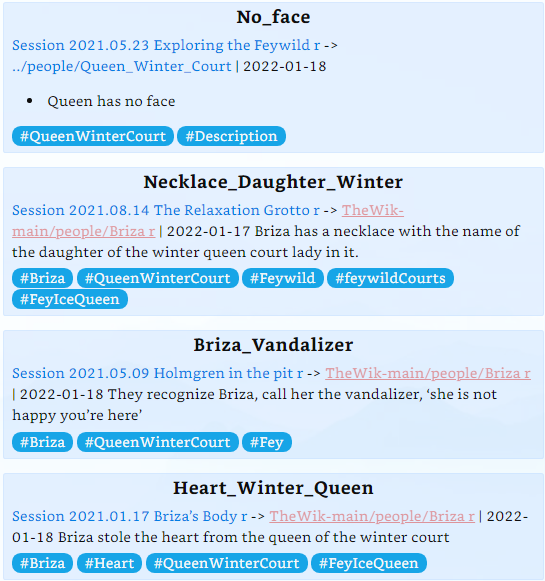 No_face
Session 2021.05.23 Exploring the Feywild r ->
../people/Queen_Winter_Court | 2022-01-18
• Queen has no face
#QueenWinterCourt #Description
Necklace_Daughter_Winter
Session 2021.08.14 The Relaxation Grotto r -> TheWik-
main/people/Briza r | 2022-01-17 Briza has a necklace with the name of
the daughter of the winter queen court lady in it.
#Briza #QueenWinterCourt #Feywild #feywildCourts
#FeyIceQueen
Briza_Vandalizer
Session 2021.05.09 Holmgren in the pit r -> TheWik-main/people/Briza r
| 2022-01-18 They recognize Briza, call her the vandalizer, ‘she is not
happy you’re here’
#Briza #QueenWinterCourt #Fey
Heart_Winter_Queen
Session 2021.01.17 Briza’s Body r -> TheWik-main/people/Briza r | 2022-
01-18 Briza stole the heart from the queen of the winter court
#Briza #Heart #QueenWinterCourt #FeyIceQueen